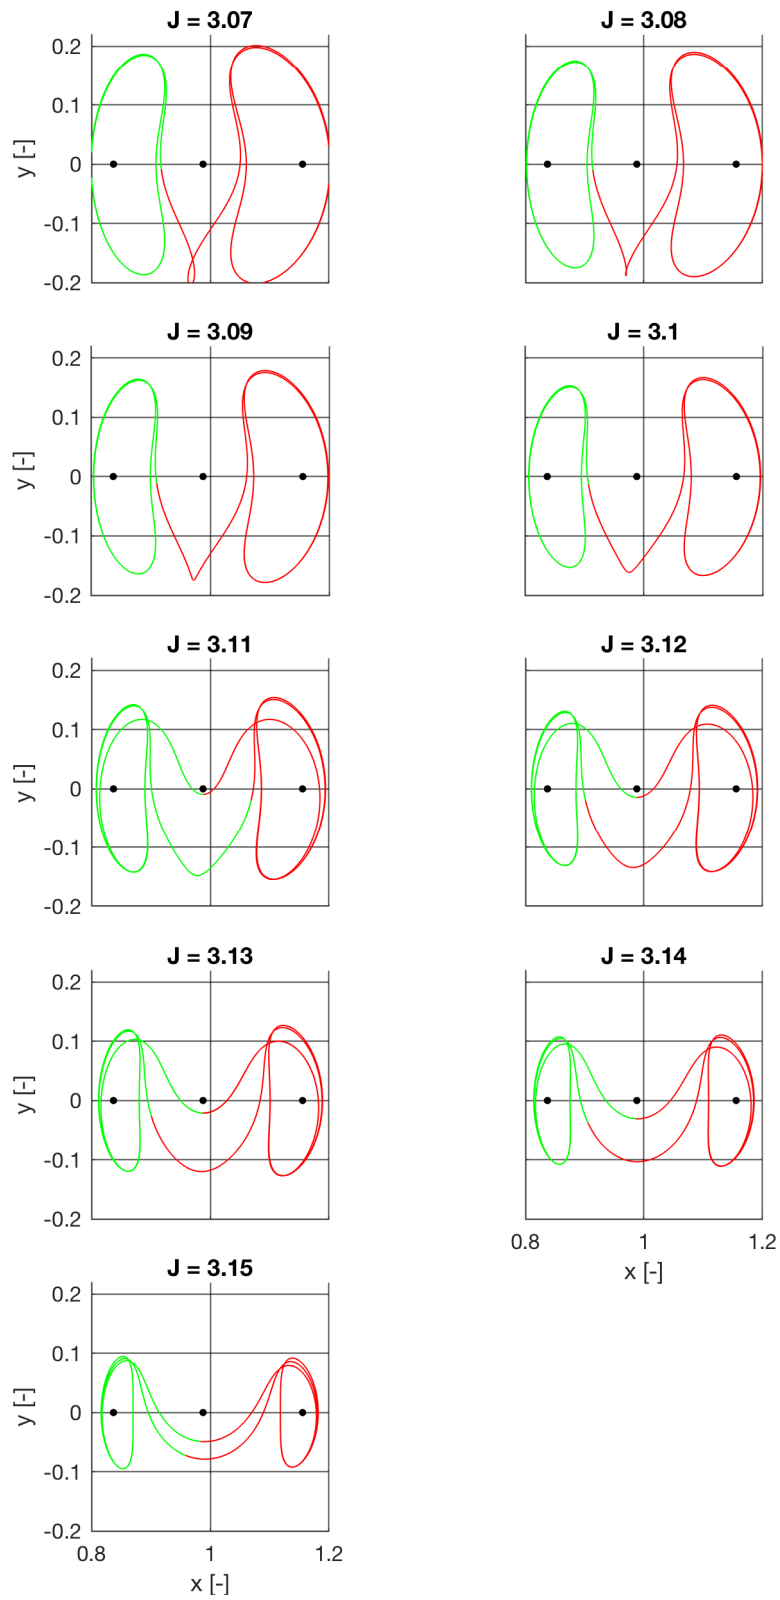 J = 3.07
J = 3.08
0.2
0.1
0
-0.1
-0.2
y [-]
J = 3.09
J = 3.1
0.2
0.1
0
-0.1
-0.2
y [-]
J = 3.11
J = 3.12
0.2
0.1
0
-0.1
-0.2
y [-]
J = 3.13
J = 3.14
0.2
0.1
0
-0.1
-0.2
y [-]
0.8 1 1.2
x [-]
J = 3.15
0.2
0.1
0
-0.1
-0.2
y [-]
0.8 1 1.2
x [-]